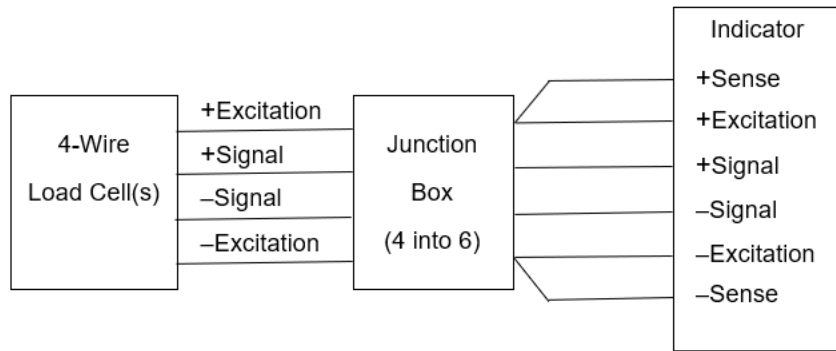 Indicator
+Sense
+Excitation
+Signal
–Signal
–Excitation
–Sense
4-Wire
Load Cell(s)
+Excitation
+Signal
–Signal
–Excitation
Junction
Box
(4 into 6)